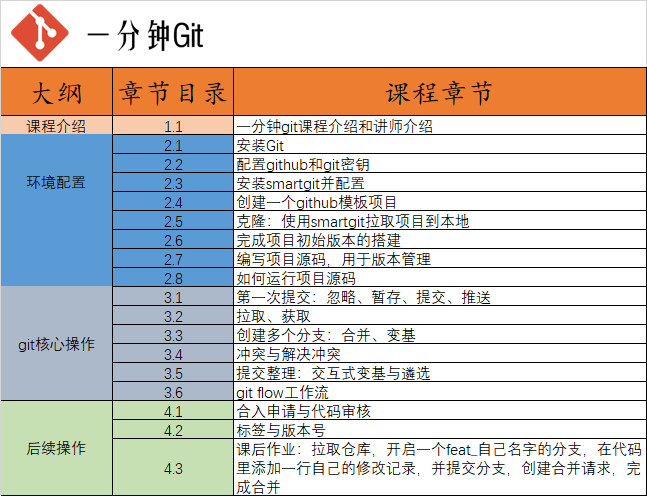 一分钟Git
大纲 章节目录 课程章节
课程介绍 1.1 一分钟git课程介绍和讲师介绍
环境配置
2.1 安装Git
2.2 配置github和git密钥
2.3 安装smartgit并配置
2.4 创建一个github模板项目
2.5 克隆：使用smartgit拉取项目到本地
2.6 完成项目初始版本的搭建
2.7 编写项目源码，用于版本管理
2.8 如何运行项目源码
git核心操作
3.1 第一次提交：忽略、暂存、提交、推送
3.2 拉取、获取
3.3 创建多个分支：合并、变基
3.4 冲突与解决冲突
3.5 提交整理：交互式变基与遴选
3.6 git flow工作流
后续操作
4.1 合入申请与代码审核
4.2 标签与版本号
4.3 课后作业：拉取仓库，开启一个feat_自己名字的分支，在代码
里添加一行自己的修改记录，并提交分支，创建合并请求，完
成合并